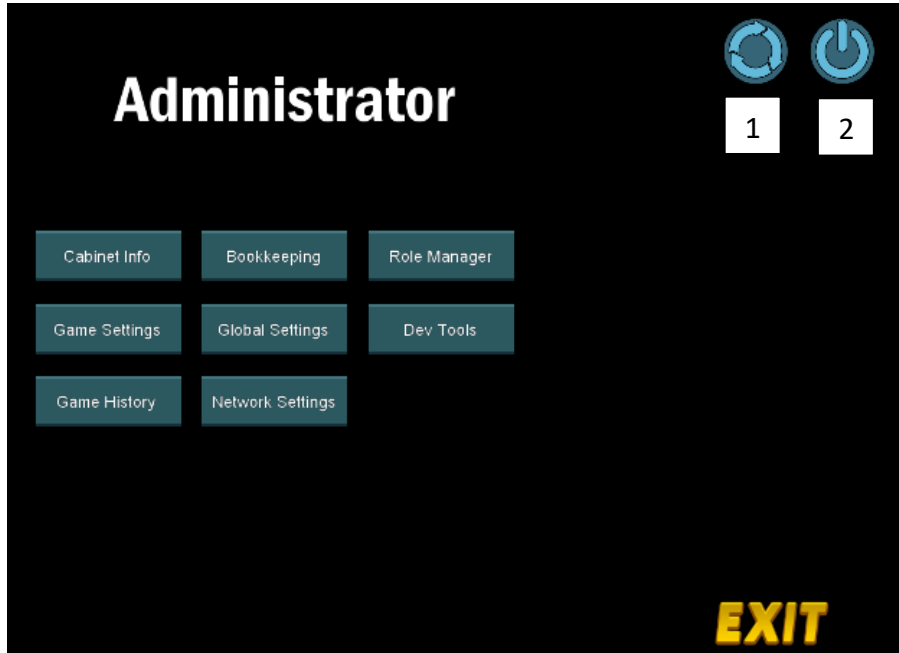 Administrator
1 2
Cabinet Info Bookkeeping Role Manager
Game Settings Global Settings Dev Tools
Game History Network Settings
EXIT